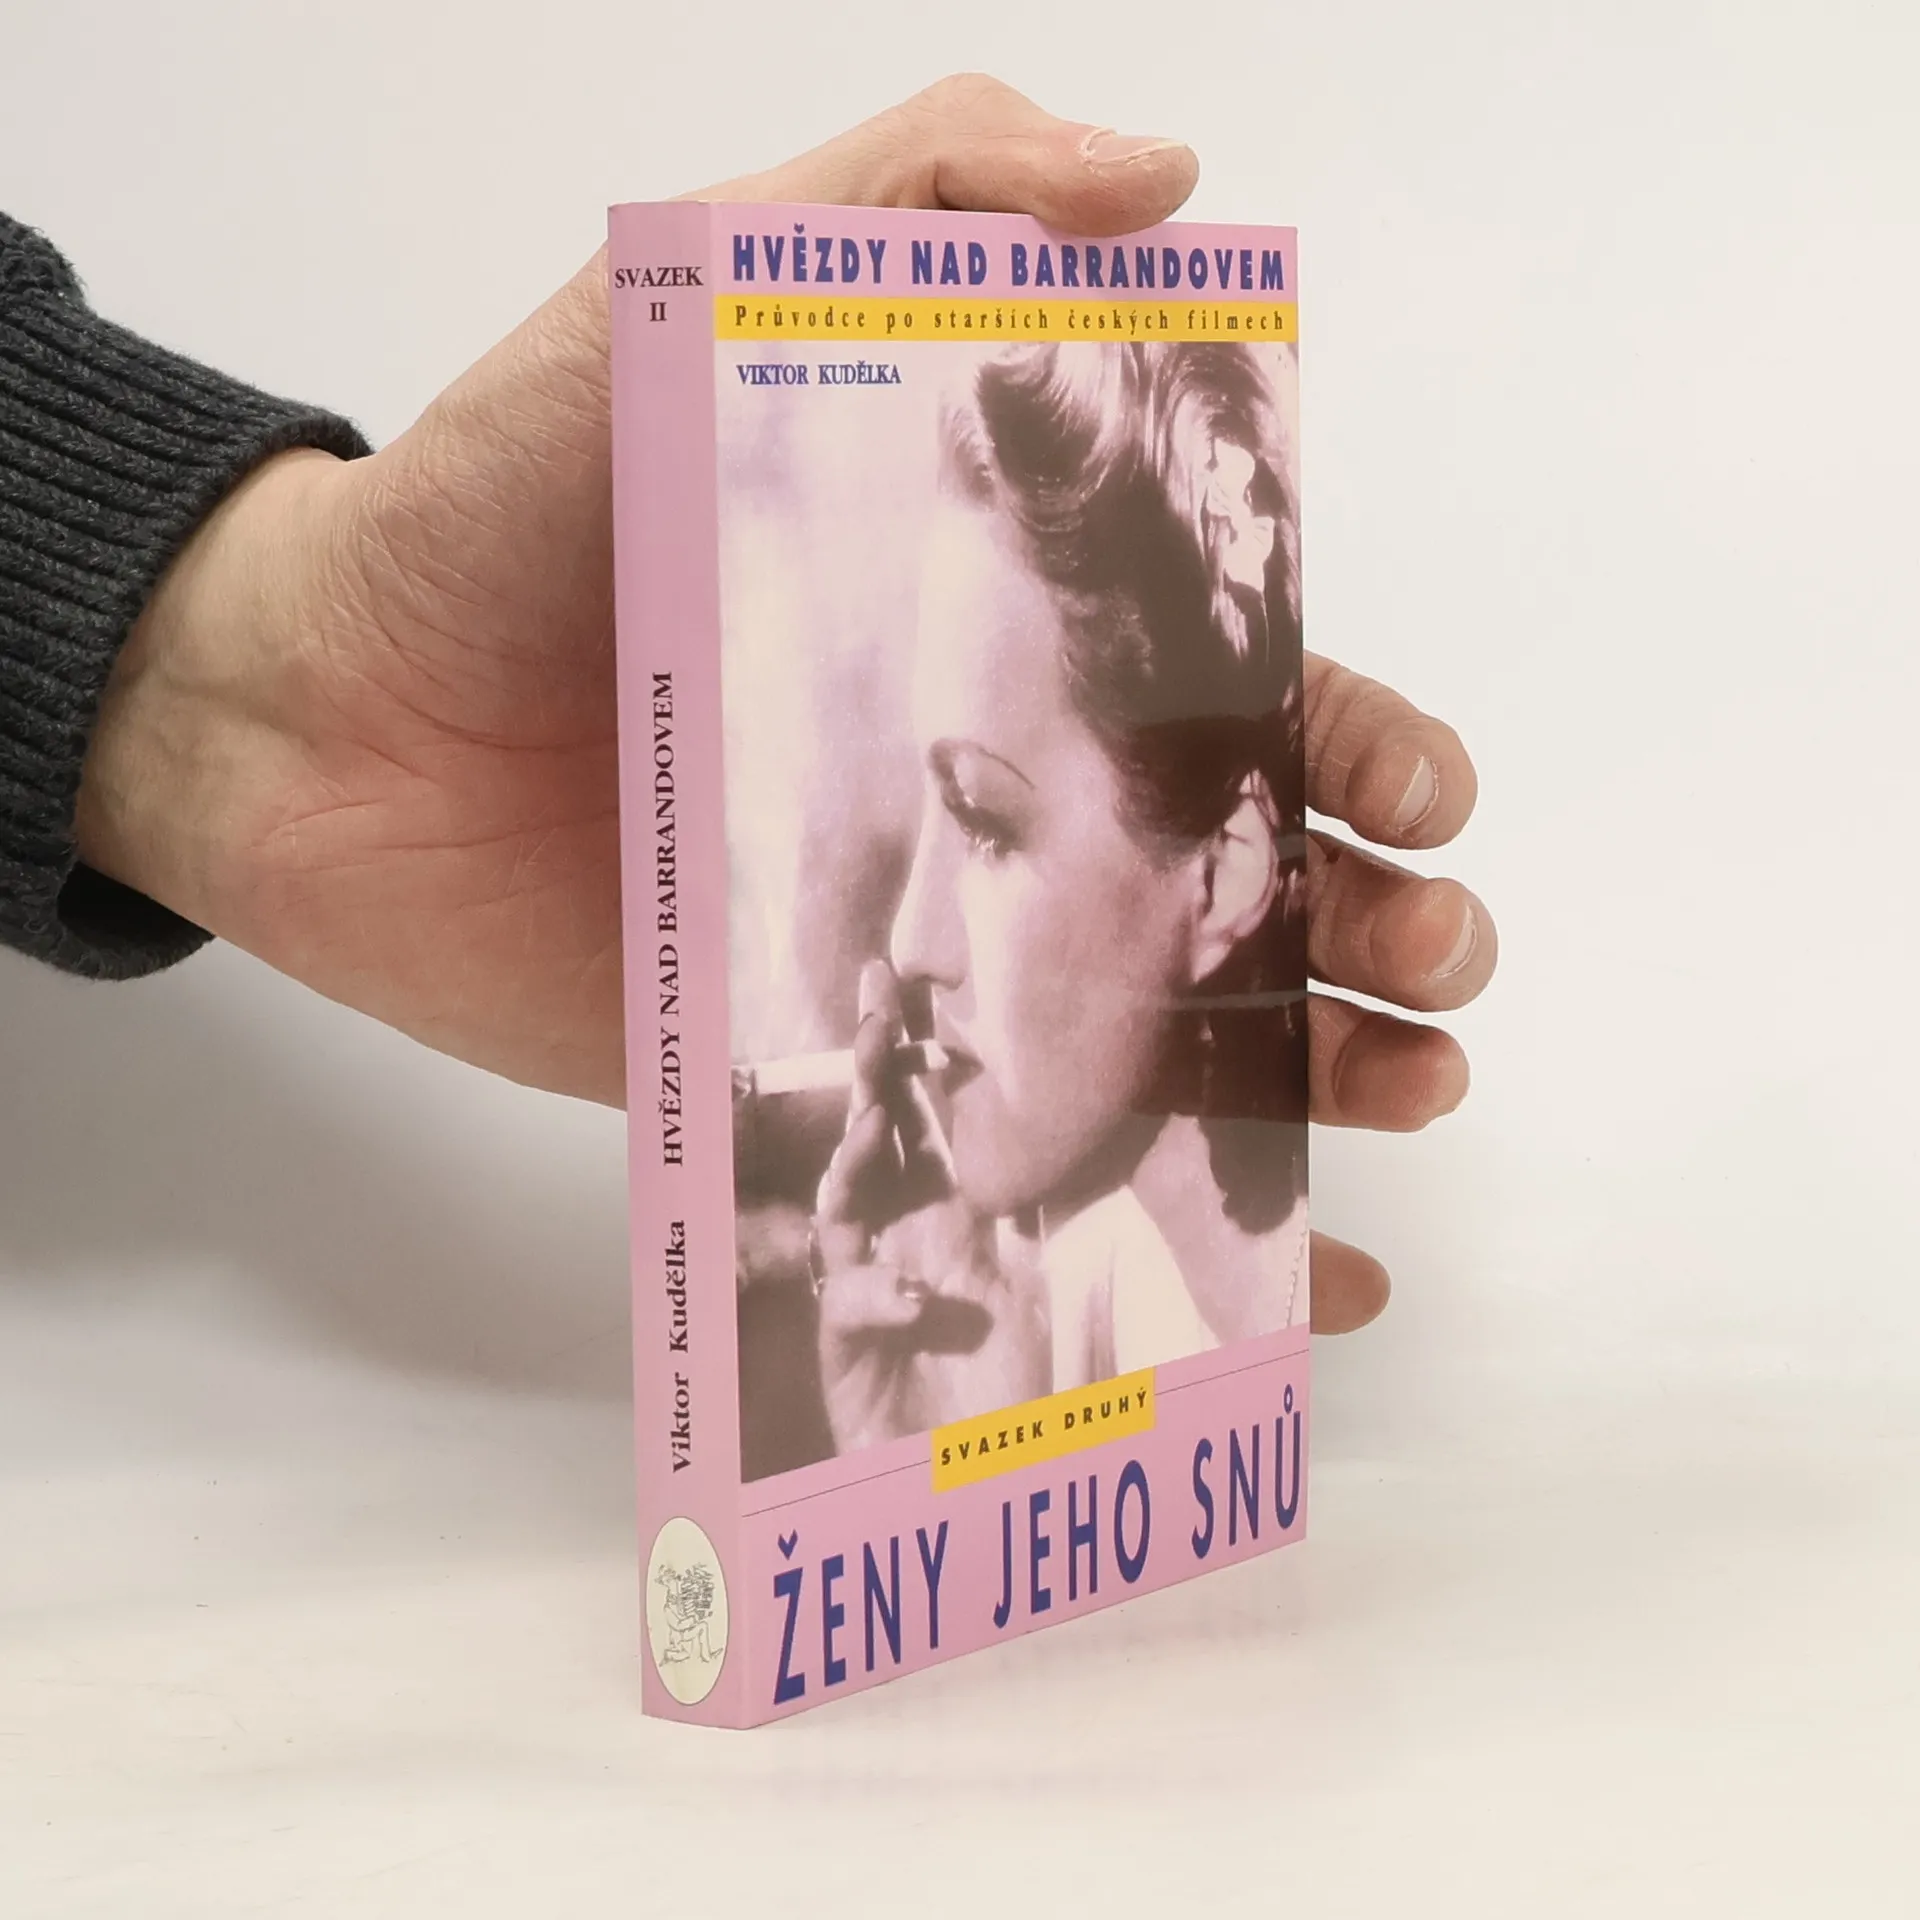 SVAZEK
II
Viktor Kudělka HVĚZDY NAD BARRANDOVEM
HVĚZDY NAD BARRANDOVEM
Průvodce po starších českých filmech
VIKTOR KUDĚLKA
SVAZEK DRUHÝ
ŽENY JEHO SNŮ